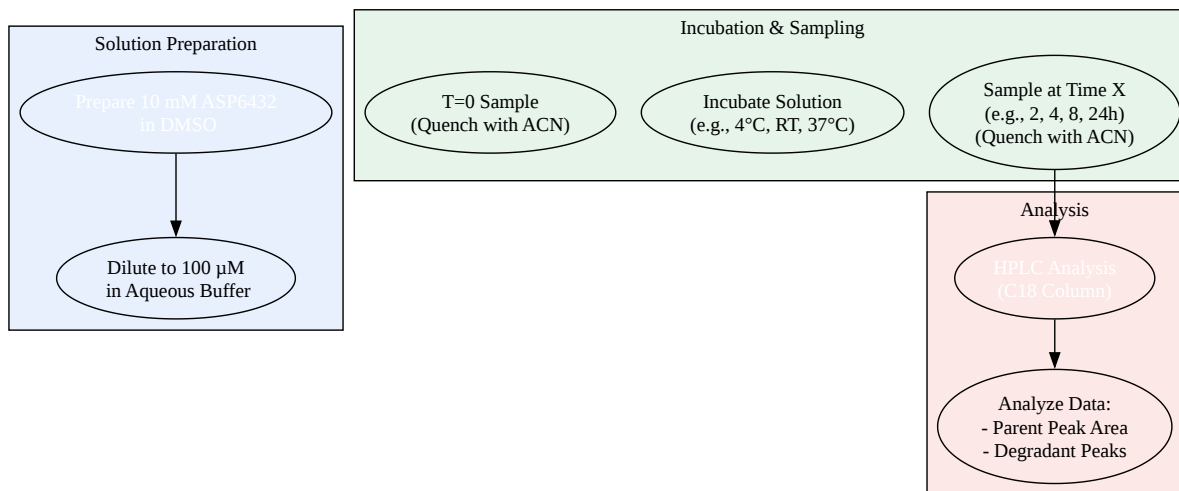 Solution Preparation
Prepare 10 mM ASP6432
in DMSO
Dilute to 100 µM
in Aqueous Buffer
Incubation & Sampling
T=0 Sample
(Quench with ACN)
Incubate Solution
(e.g., 4°C, RT, 37°C)
Sample at Time X
(e.g., 2, 4, 8, 24h)
(Quench with ACN)
Analysis
HPLC Analysis
(C18 Column)
Analyze Data:
- Parent Peak Area
- Degradant Peaks